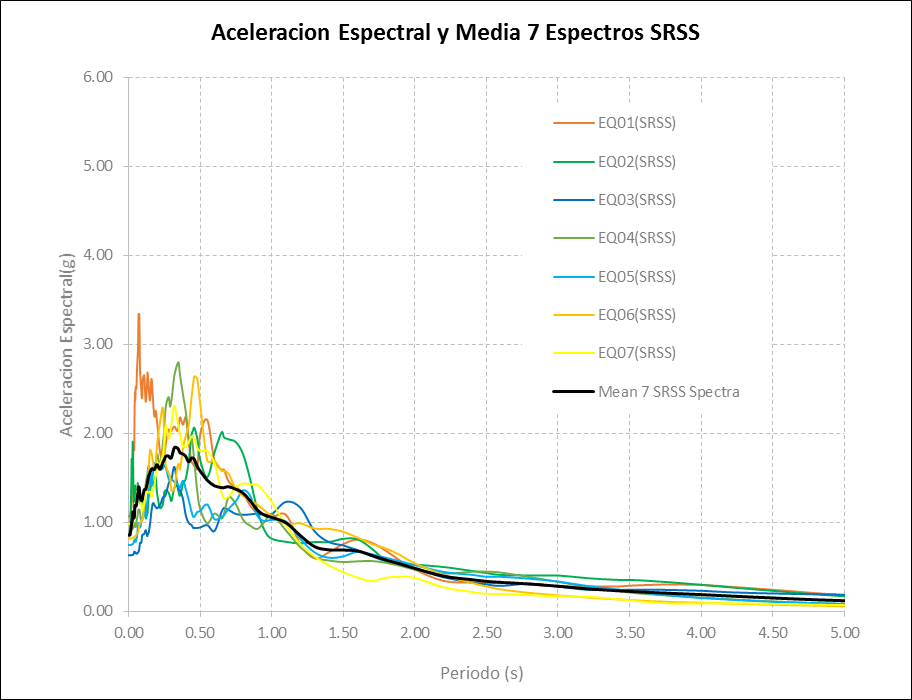 Aceleracion Espectral y Media 7 Espectros SRSS
6.00
5.00
4.00
3.00
2.00
1.00
0.00
Aceleracion Espectral(g)
EQ01(SRSS)
EQ02(SRSS)
EQ03(SRSS)
EQ04(SRSS)
EQ05(SRSS)
EQ06(SRSS)
EQ07(SRSS)
Mean 7 SRSS Spectra
0.00 0.50 1.00 1.50 2.00 2.50 3.00 3.50 4.00 4.50 5.00
Periodo (s)